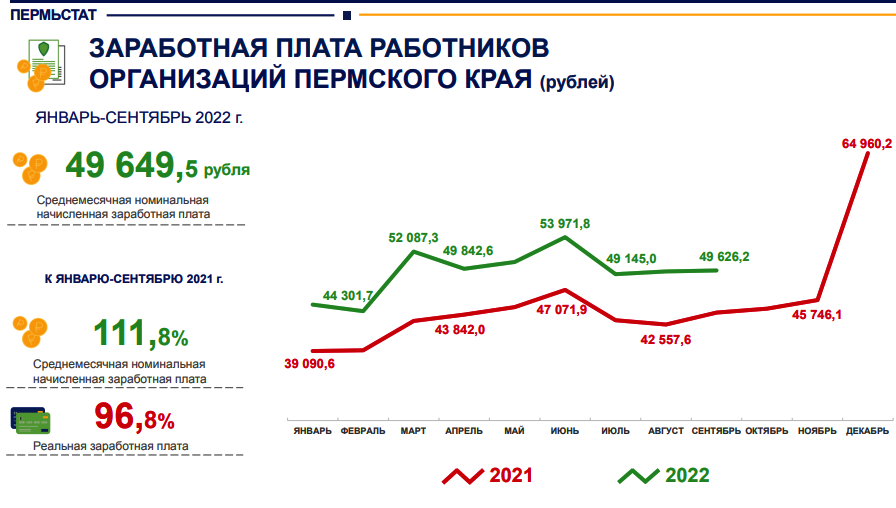 ПЕРМЬСТАТ
ЗАРАБОТНАЯ ПЛАТА РАБОТНИКОВ
ОРГАНИЗАЦИЙ ПЕРМСКОГО КРАЯ (рублей)
ЯНВАРЬ-СЕНТЯБРЬ 2022 г.
49 649,5 рубля
Среднемесячная номинальная
начисленная заработная плата
К ЯНВАРЮ-СЕНТЯБРЮ 2021 г.
111,8%
Среднемесячная номинальная
начисленная заработная плата
96,8%
Реальная заработная плата
64 960,2
53 971,8
52 087,3
49 842,6
49 145,0
49 626,2
44 301,7
47 071,9
45 746,1
43 842,0
42 557,6
39 090,6
ЯНВАРЬ ФЕВРАЛЬ МАРТ АПРЕЛЬ МАЙ ИЮНЬ ИЮЛЬ АВГУСТ СЕНТЯБРЬ ОКТЯБРЬ НОЯБРЬ ДЕКАБРЬ
2021 2022